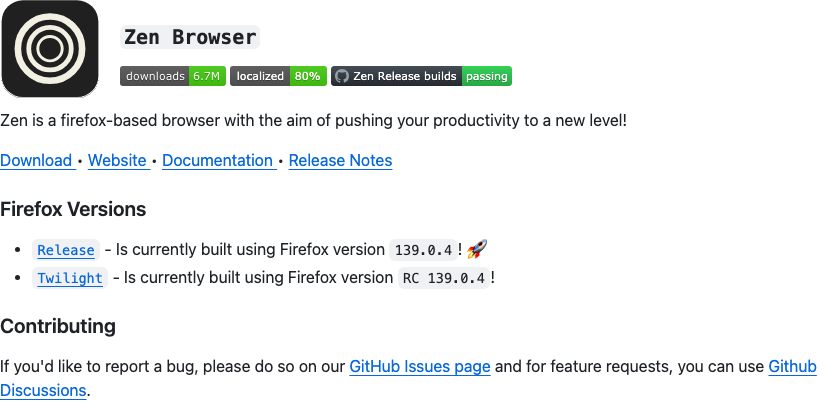 Zen Browser
downloads 6.7M localized 80% Zen Release builds passing
Zen is a firefox-based browser with the aim of pushing your productivity to a new level!
Download • Website • Documentation • Release Notes
Firefox Versions
• Release - Is currently built using Firefox version 139.0.4! 🚀
• Twilight - Is currently built using Firefox version RC 139.0.4!
Contributing
If you'd like to report a bug, please do so on our GitHub Issues page and for feature requests, you can use Github
Discussions.